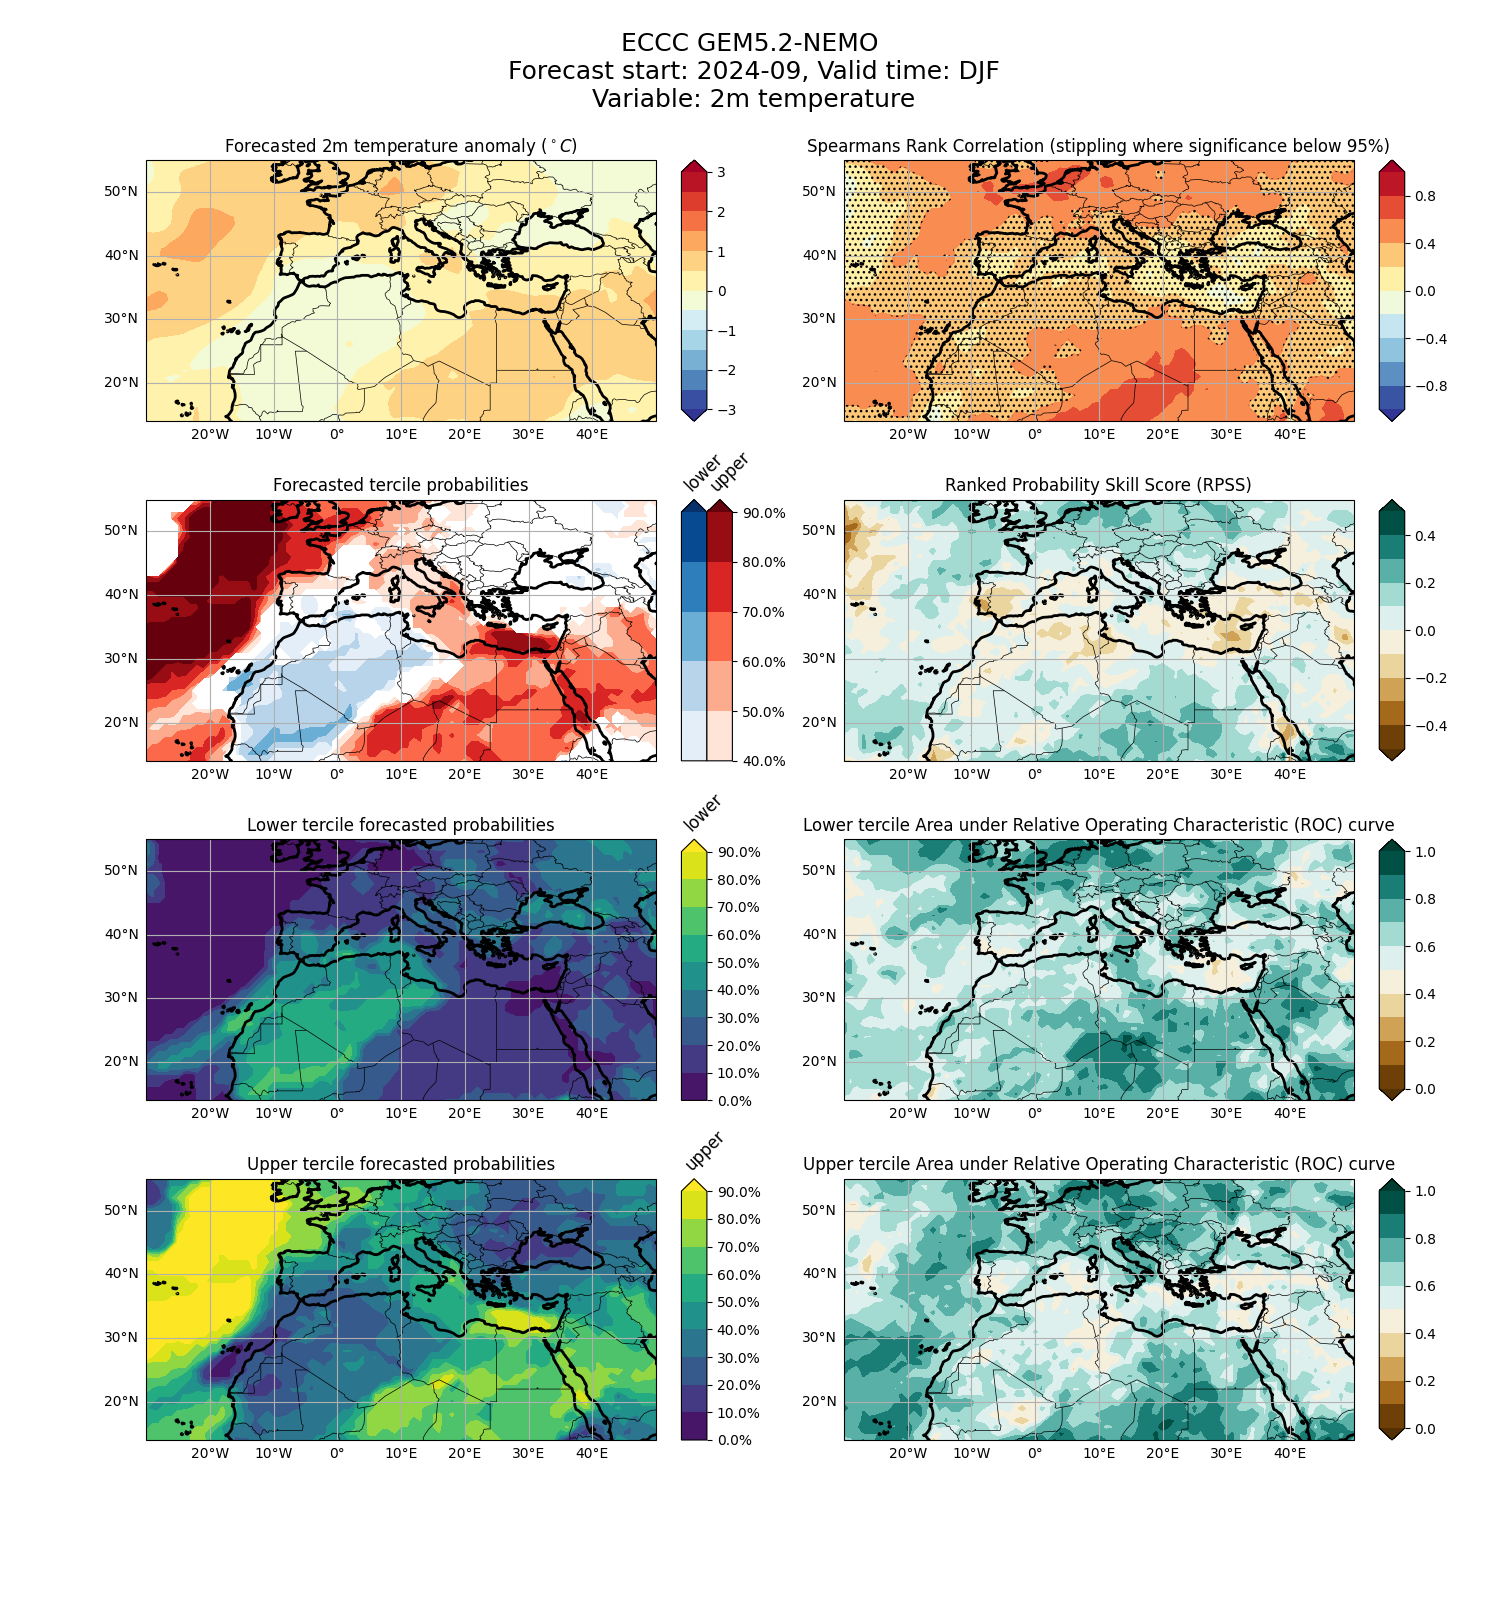 ECCC GEM5.2-NEMO
Forecast start: 2024-09, Valid time: DJF
Variable: 2m temperature
Forecasted 2m temperature anomaly (°C)
50°N
40°N
30°N
20°N
20°W 10°W 0° 10°E 20°E 30°E 40°E
3
2
1
0
−1
−2
−3
Spearmans Rank Correlation (stippling where significance below 95%)
50°N
40°N
30°N
20°N
20°W 10°W 0° 10°E 20°E 30°E 40°E
0.8
0.4
0.0
−0.4
−0.8
Forecasted tercile probabilities
50°N
40°N
30°N
20°N
20°W 10°W 0° 10°E 20°E 30°E 40°E
lower
upper
90.0%
80.0%
70.0%
60.0%
50.0%
40.0%
Ranked Probability Skill Score (RPSS)
50°N
40°N
30°N
20°N
20°W 10°W 0° 10°E 20°E 30°E 40°E
0.4
0.2
0.0
−0.2
−0.4
Lower tercile forecasted probabilities
50°N
40°N
30°N
20°N
20°W 10°W 0° 10°E 20°E 30°E 40°E
lower
90.0%
80.0%
70.0%
60.0%
50.0%
40.0%
30.0%
20.0%
10.0%
0.0%
Lower tercile Area under Relative Operating Characteristic (ROC) curve
50°N
40°N
30°N
20°N
20°W 10°W 0° 10°E 20°E 30°E 40°E
1.0
0.8
0.6
0.4
0.2
0.0
Upper tercile forecasted probabilities
50°N
40°N
30°N
20°N
20°W 10°W 0° 10°E 20°E 30°E 40°E
upper
90.0%
80.0%
70.0%
60.0%
50.0%
40.0%
30.0%
20.0%
10.0%
0.0%
Upper tercile Area under Relative Operating Characteristic (ROC) curve
50°N
40°N
30°N
20°N
20°W 10°W 0° 10°E 20°E 30°E 40°E
1.0
0.8
0.6
0.4
0.2
0.0